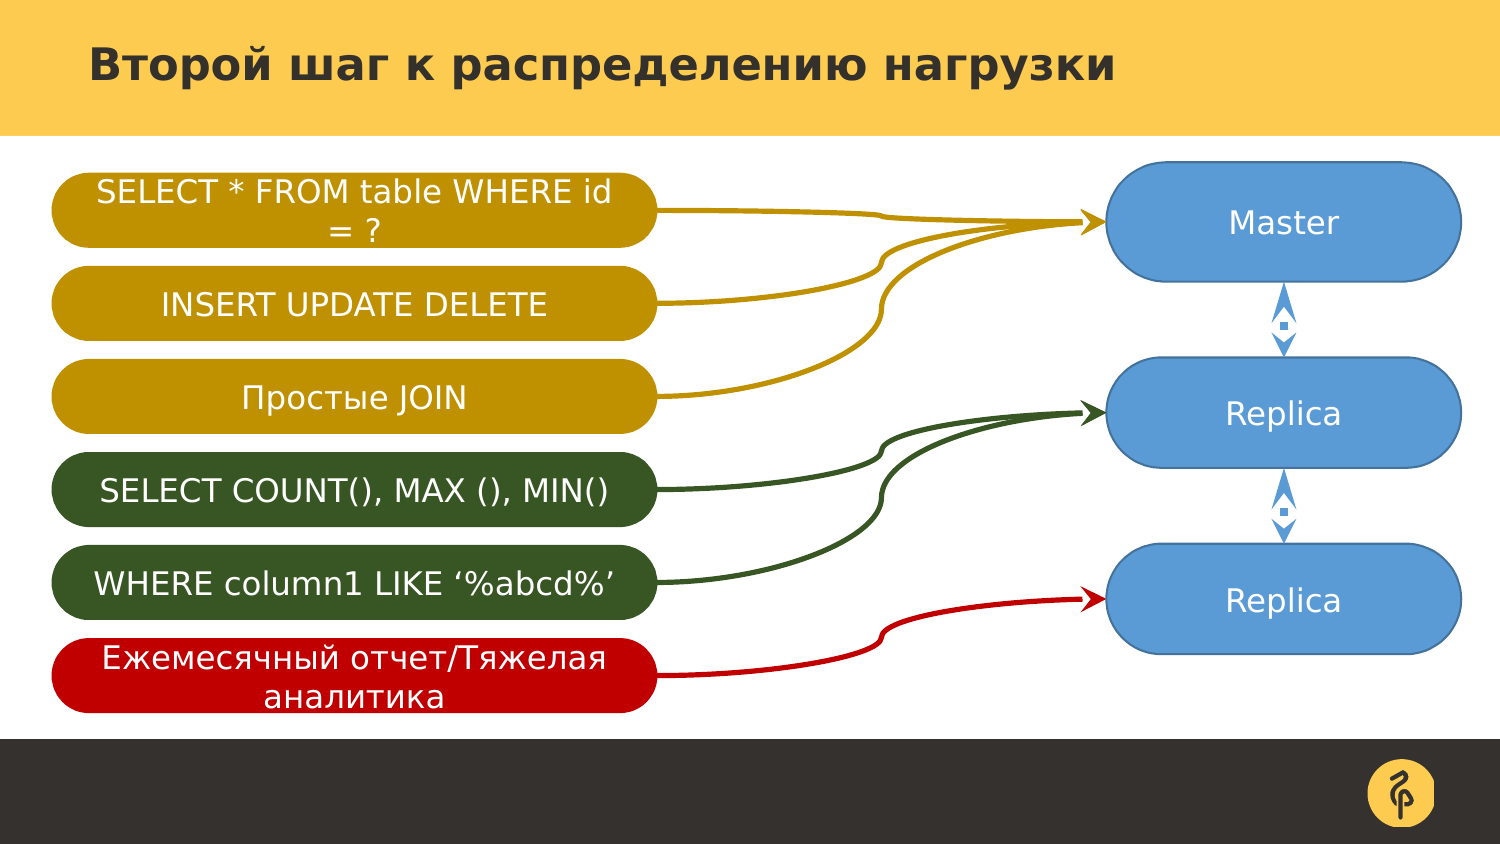 Второй шаг к распределению нагрузки
SELECT * FROM table WHERE id
= ?
INSERT UPDATE DELETE
Простые JOIN
SELECT COUNT(), MAX (), MIN()
WHERE column1 LIKE ‘%abcd%’
Ежемесячный отчет/Тяжелая
аналитика
Master
Replica
Replica